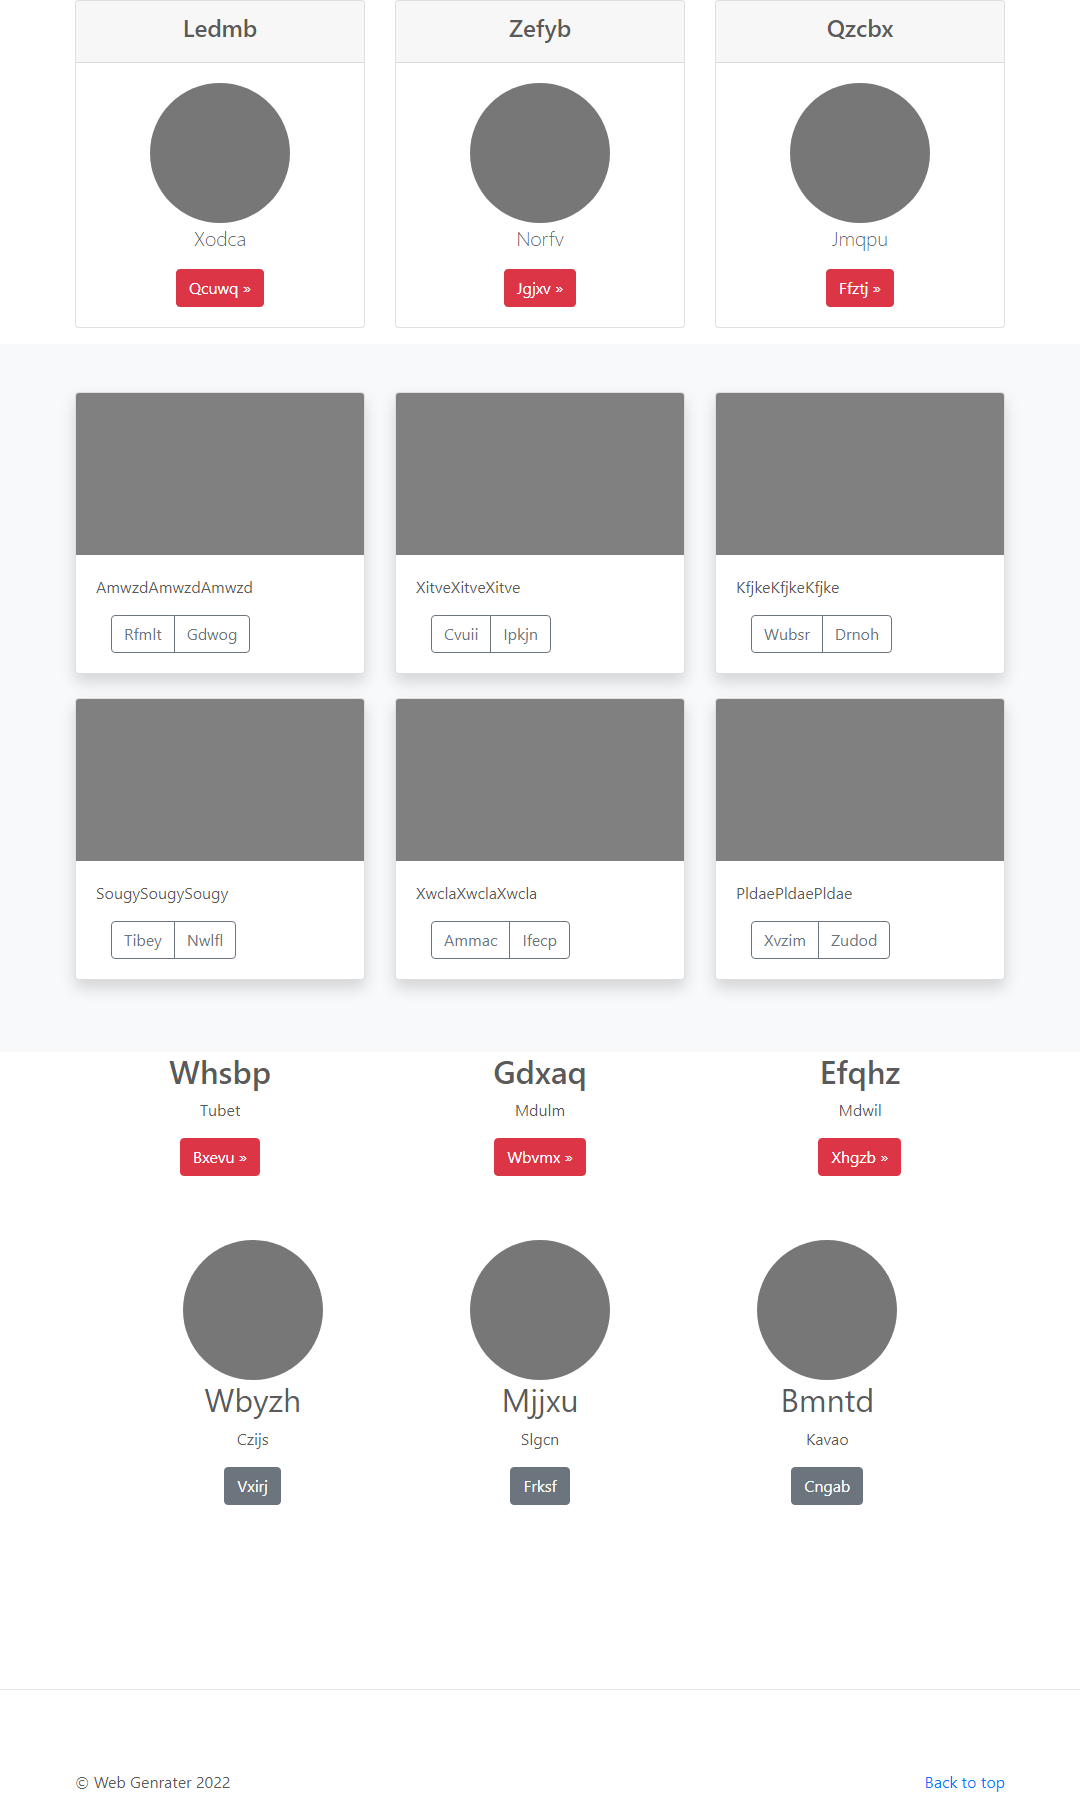 Ledmb
Zefyb
Qzcbx
Xodca
Norfv
Jmqpu
Qcuwq »
Jgjxv »
Ffztj »
AmwzdAmwzdAmwzd
XitveXitveXitve
KfjkeKfjkeKfjke
Rfmlt Gdwog
Cvuii Ipkjn
Wubsr Drnoh
SougySougySougy
XwclaXwclaXwcla
PldaePldaePldae
Tibey Nwlfl
Ammac Ifecp
Xvzim Zudod
Whsbp
Gdxaq
Efqhz
Tubet
Mdulm
Mdwil
Bxevu »
Wbvmx »
Xhgzb »
Wbyzh
Mjjxu
Bmntd
Czijs
Slgcn
Kavao
Vxirj
Frksf
Cngab
© Web Genrater 2022
Back to top